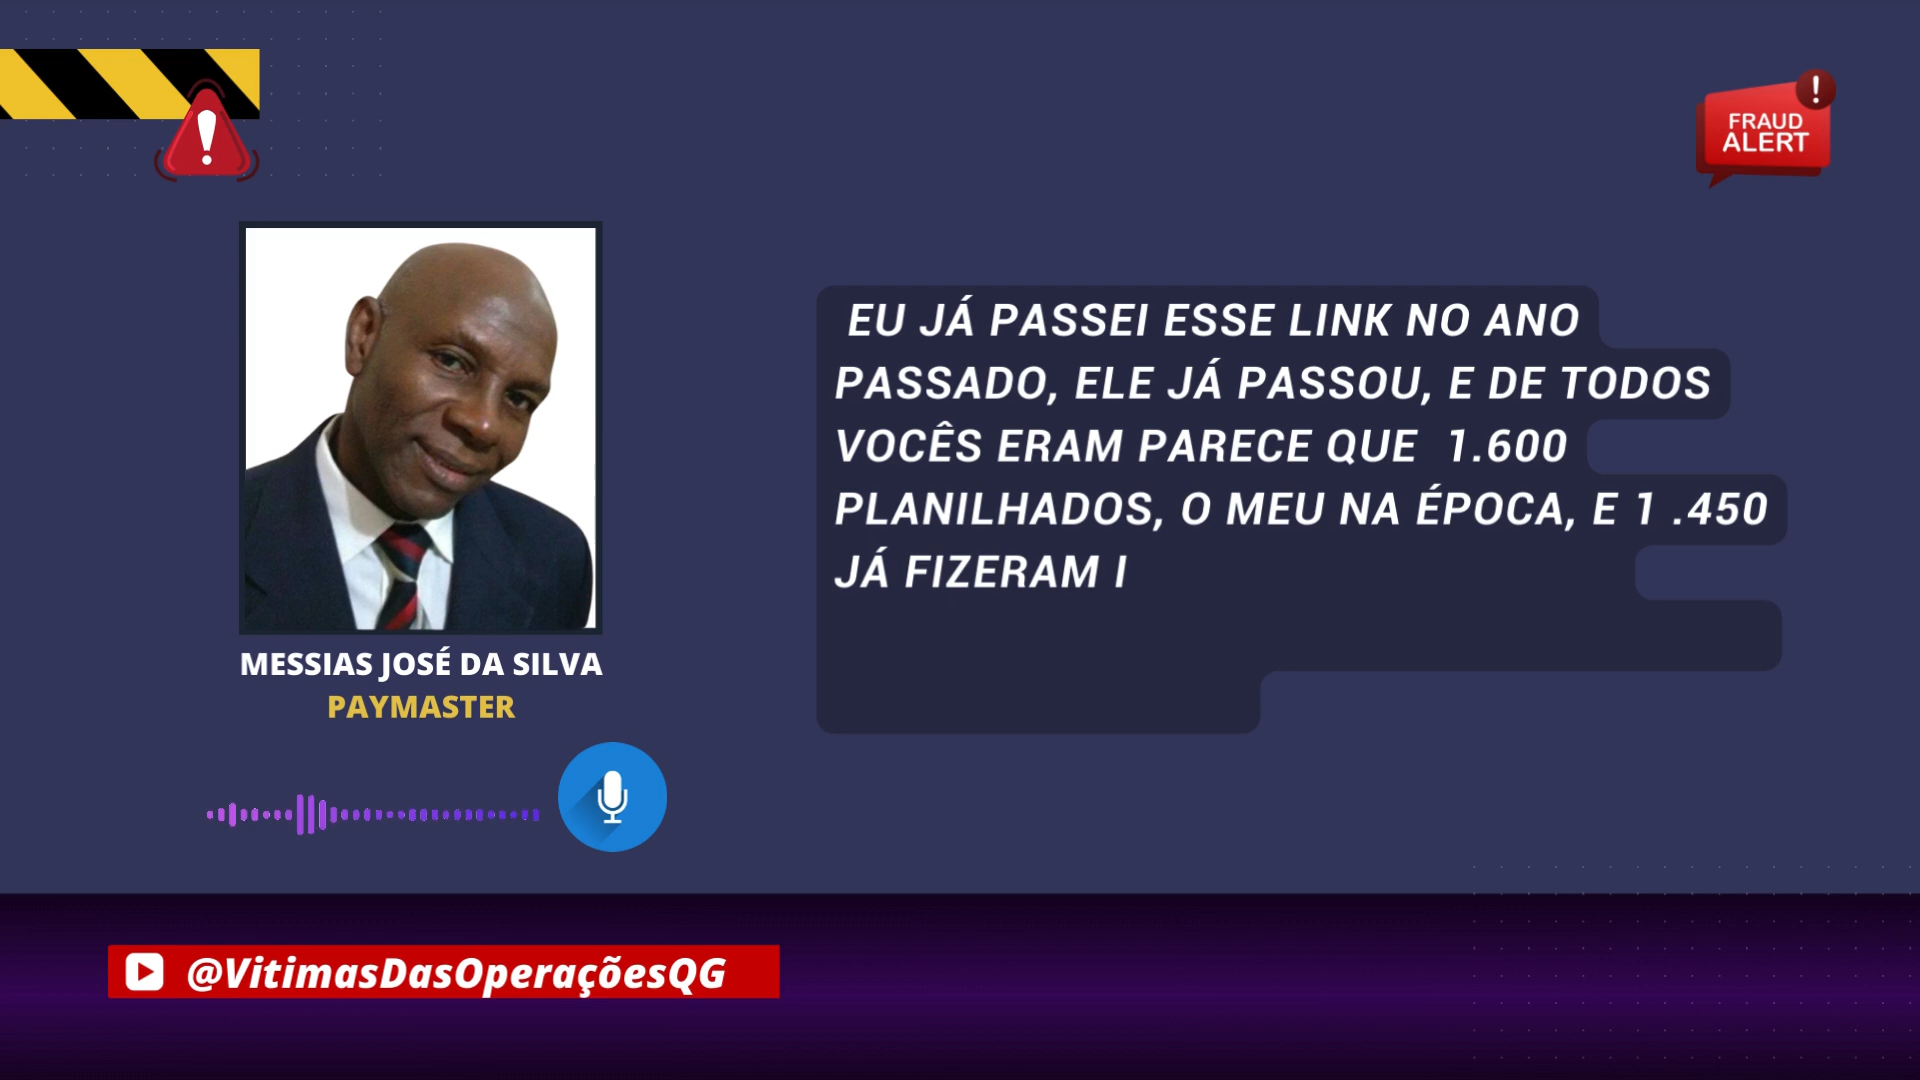 FRAUD
ALERT
EU JÁ PASSEI ESSE LINK NO ANO
PASSADO, ELE JÁ PASSOU, E DE TODOS
VOCÊS ERAM PARECE QUE 1.600
PLANILHADOS, O MEU NA ÉPOCA, E 1 .450
JÁ FIZERAM I
MESSIAS JOSÉ DA SILVA
PAYMASTER
@VitimasDasOperaçõesQG